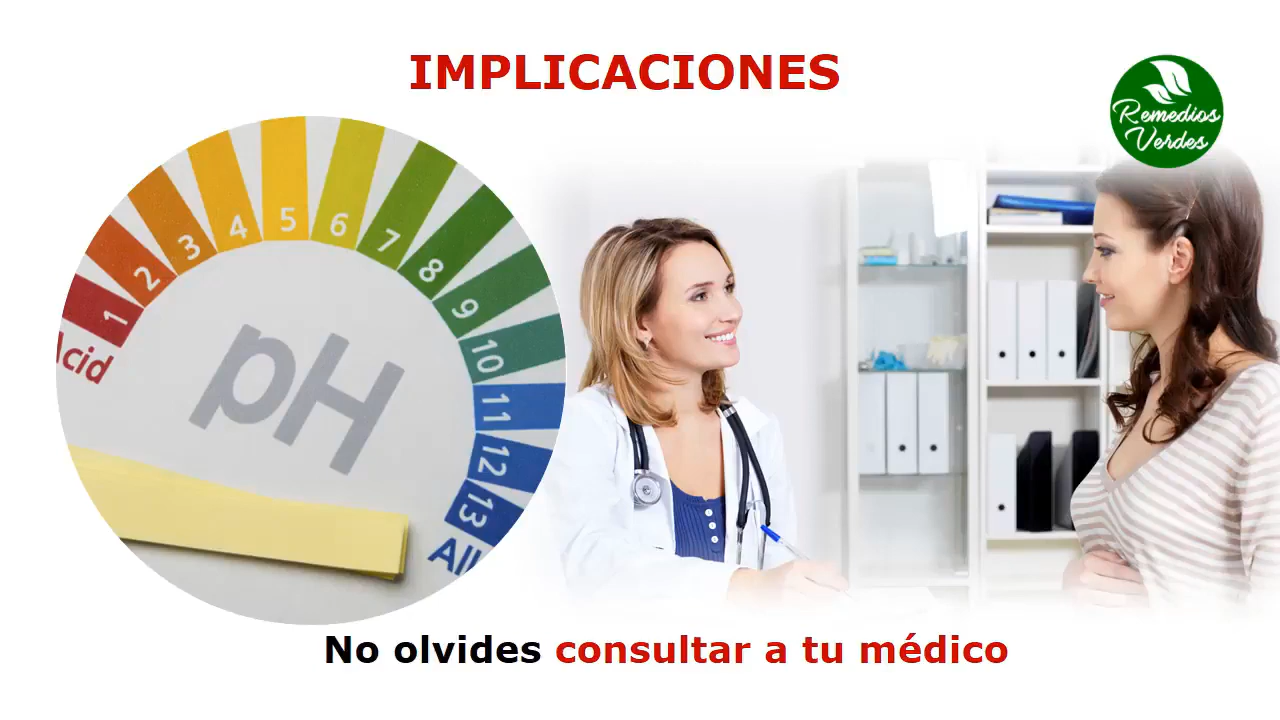 IMPLICACIONES
Remedios
Verdes
1
2
3
4
5
6
7
8
9
10
11
12
13
pH
No olvides consultar a tu médico